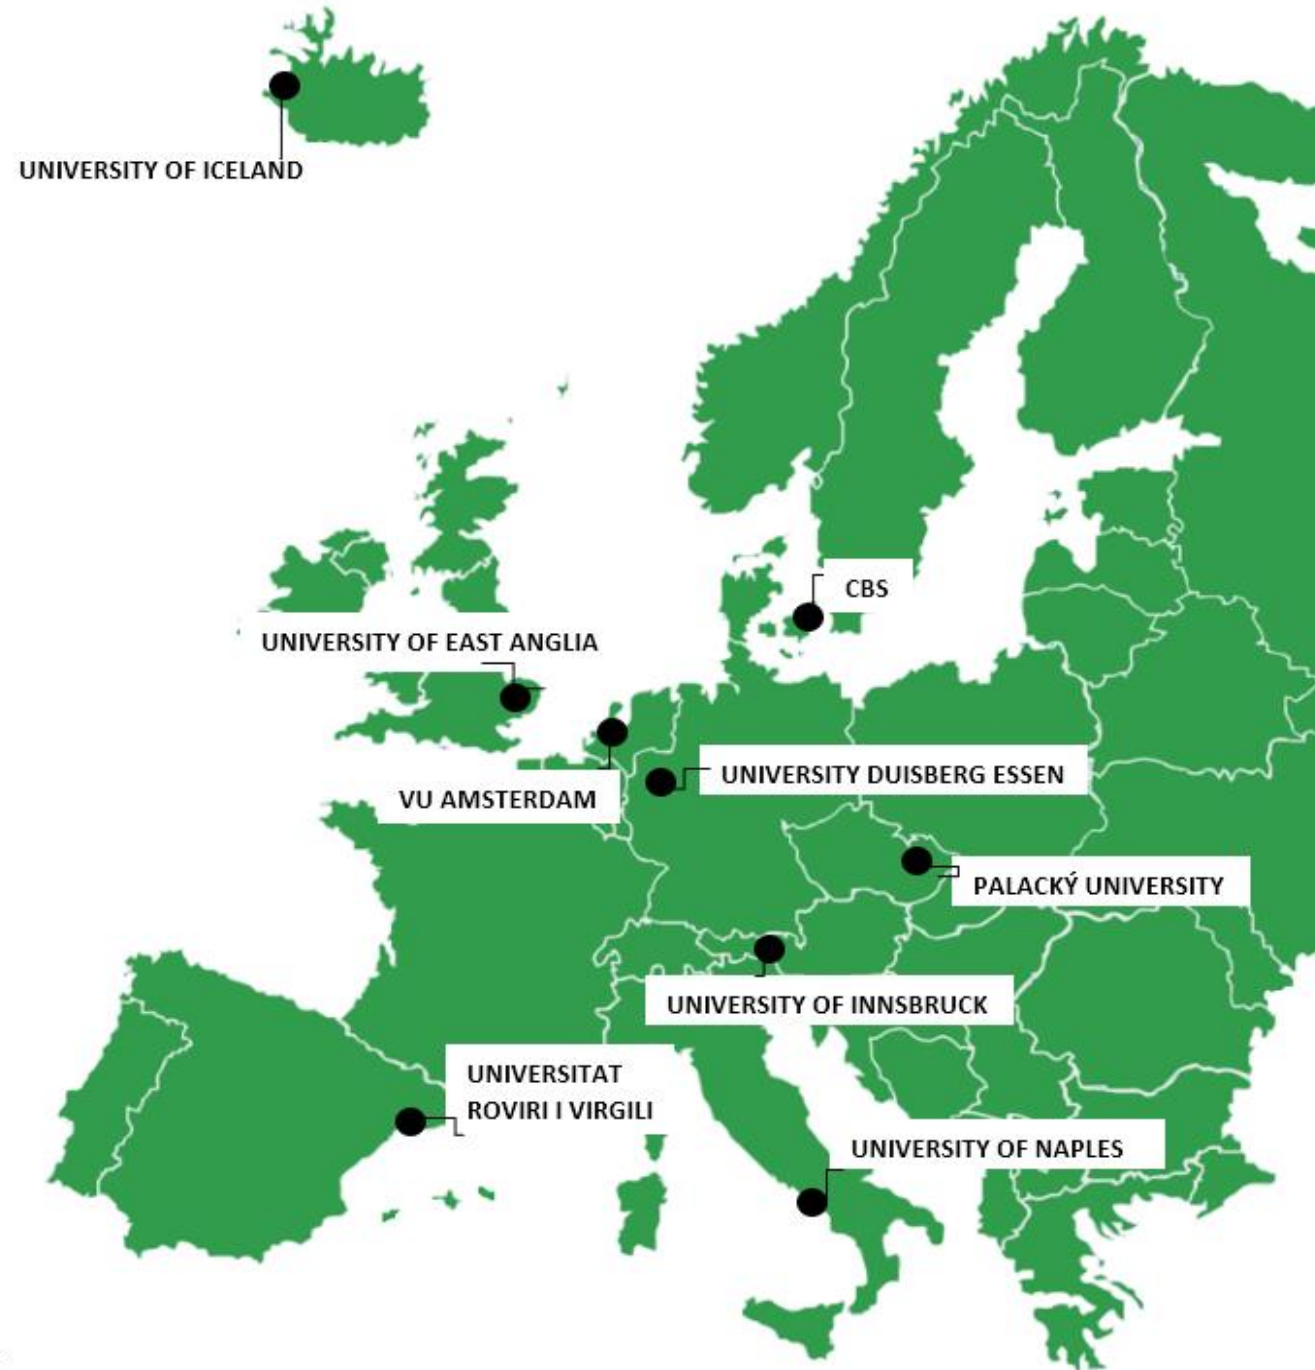 UNIVERSITY OF ICELAND
CBS
UNIVERSITY OF EAST ANGLIA
UNIVERSITY DUISBERG ESSEN
VU AMSTERDAM
PALACKÝ UNIVERSITY
UNIVERSITY OF INNSBRUCK
UNIVERSITAT
ROVIRI I VIRGILI
UNIVERSITY OF NAPLES